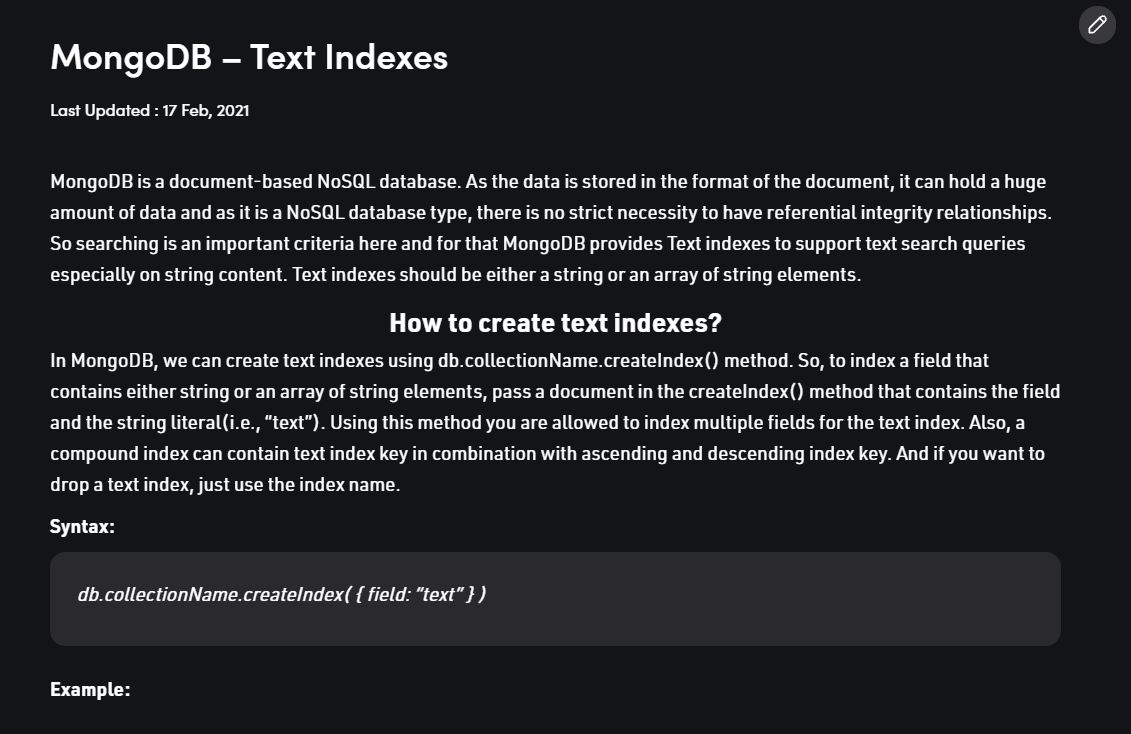 MongoDB – Text Indexes
Last Updated : 17 Feb, 2021
MongoDB is a document-based NoSQL database. As the data is stored in the format of the document, it can hold a huge
amount of data and as it is a NoSQL database type, there is no strict necessity to have referential integrity relationships.
So searching is an important criteria here and for that MongoDB provides Text indexes to support text search queries
especially on string content. Text indexes should be either a string or an array of string elements.
How to create text indexes?
In MongoDB, we can create text indexes using db.collectionName.createIndex() method. So, to index a field that
contains either string or an array of string elements, pass a document in the createIndex() method that contains the field
and the string literal(i.e., “text”). Using this method you are allowed to index multiple fields for the text index. Also, a
compound index can contain text index key in combination with ascending and descending index key. And if you want to
drop a text index, just use the index name.
Syntax:
db.collectionName.createIndex( { field: “text” } )
Example: